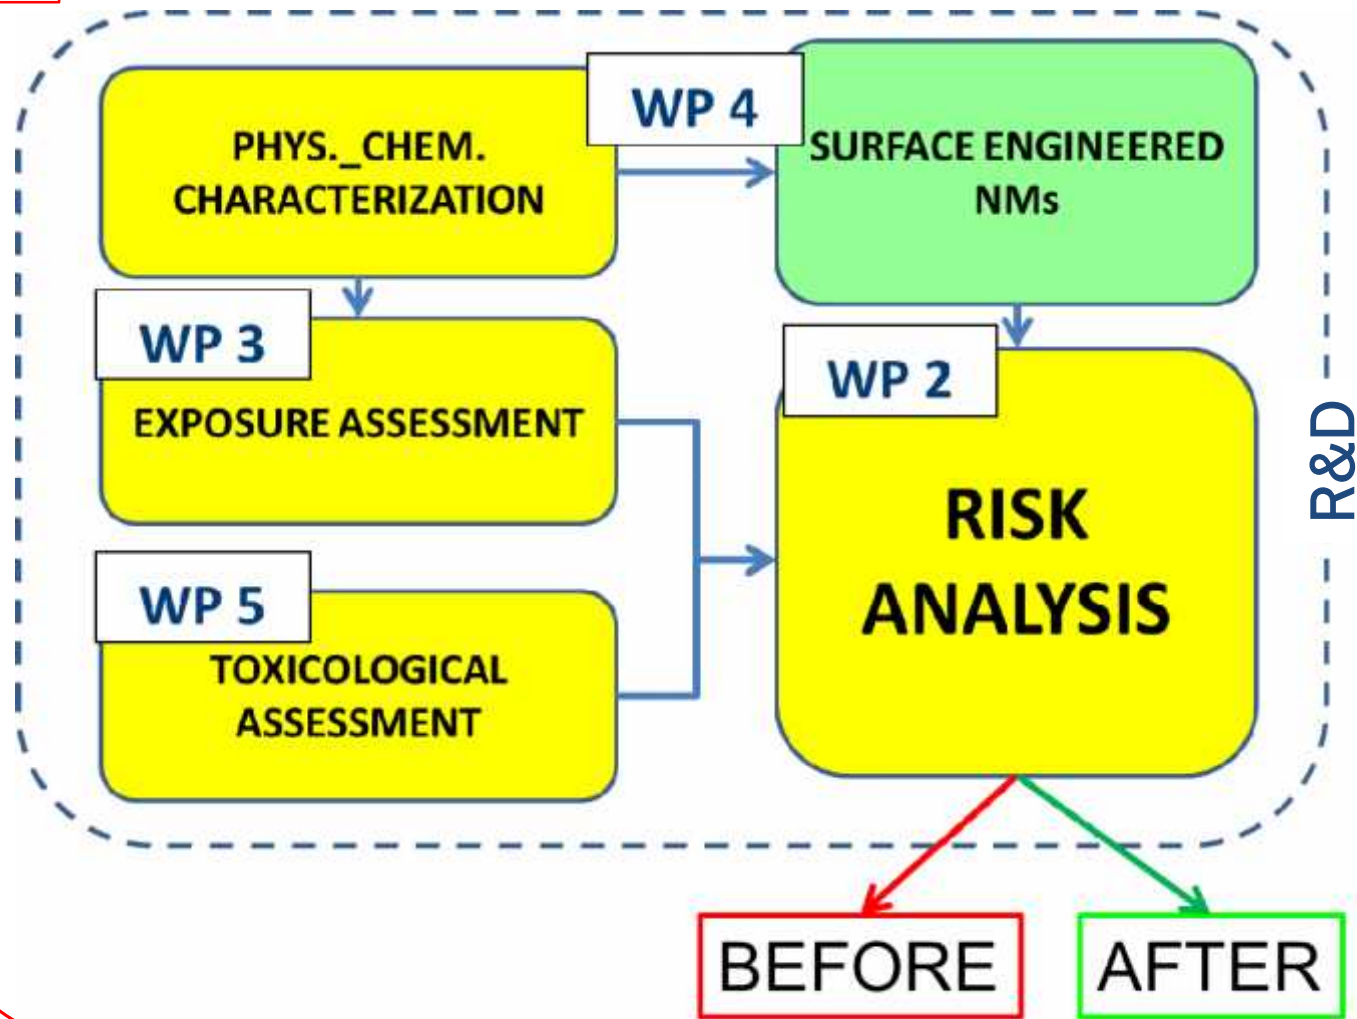 WP 4
PHYS._CHEM.
CHARACTERIZATION
SURFACE ENGINEERED
NMs
WP 3
EXPOSURE ASSESSMENT
WP 2
RISK
ANALYSIS
R&D
WP 5
TOXICOLOGICAL
ASSESSMENT
BEFORE
AFTER